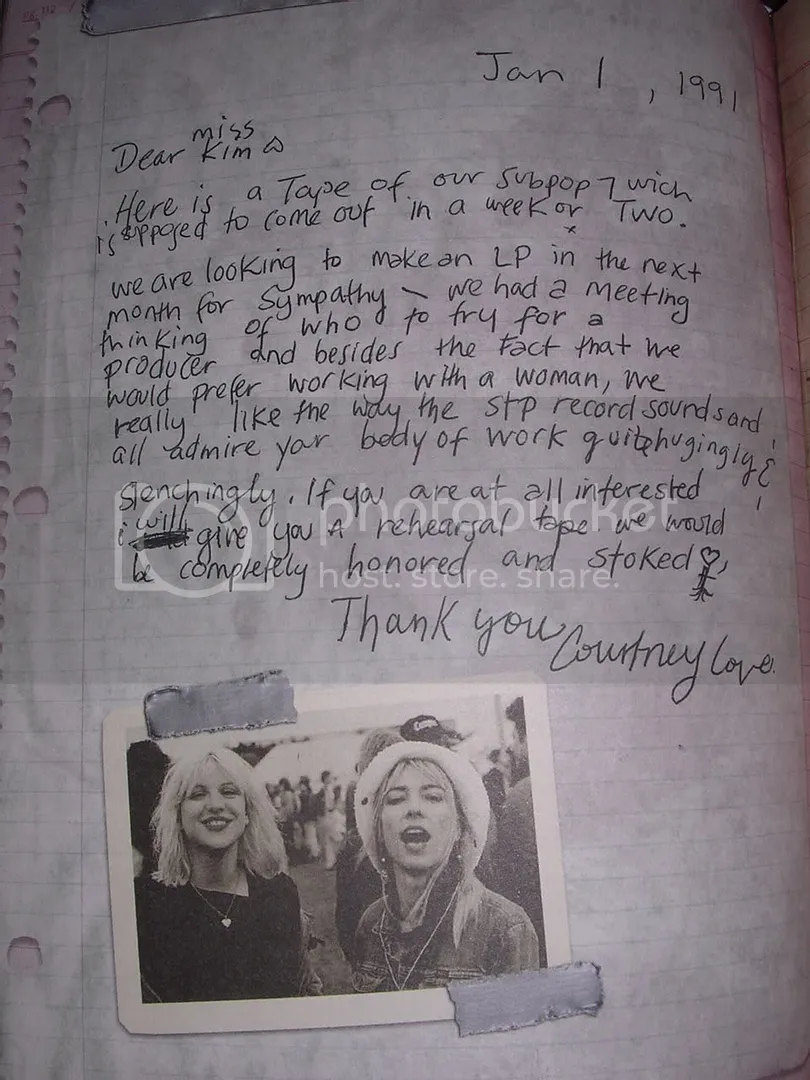 Jan 1, 1991
miss
Dear Kim
Here is a Tape of our Subpop 7 wich
is suppoged to come out in a week or Two.
we are looking to make an LP in the next
month for Sympathy – we had a meeting
thinking of who to try for a
producer and besides the fact that we
would prefer working with a woman, we
really like the way the STP record sounds and
all admire your body of work quite hugingly &
glenchingly. If you are at all interested
i will give you A rehearsal tape we would
be completely honored and stoked,
Thank you
Courtney Love
photobucket
host. store. share.